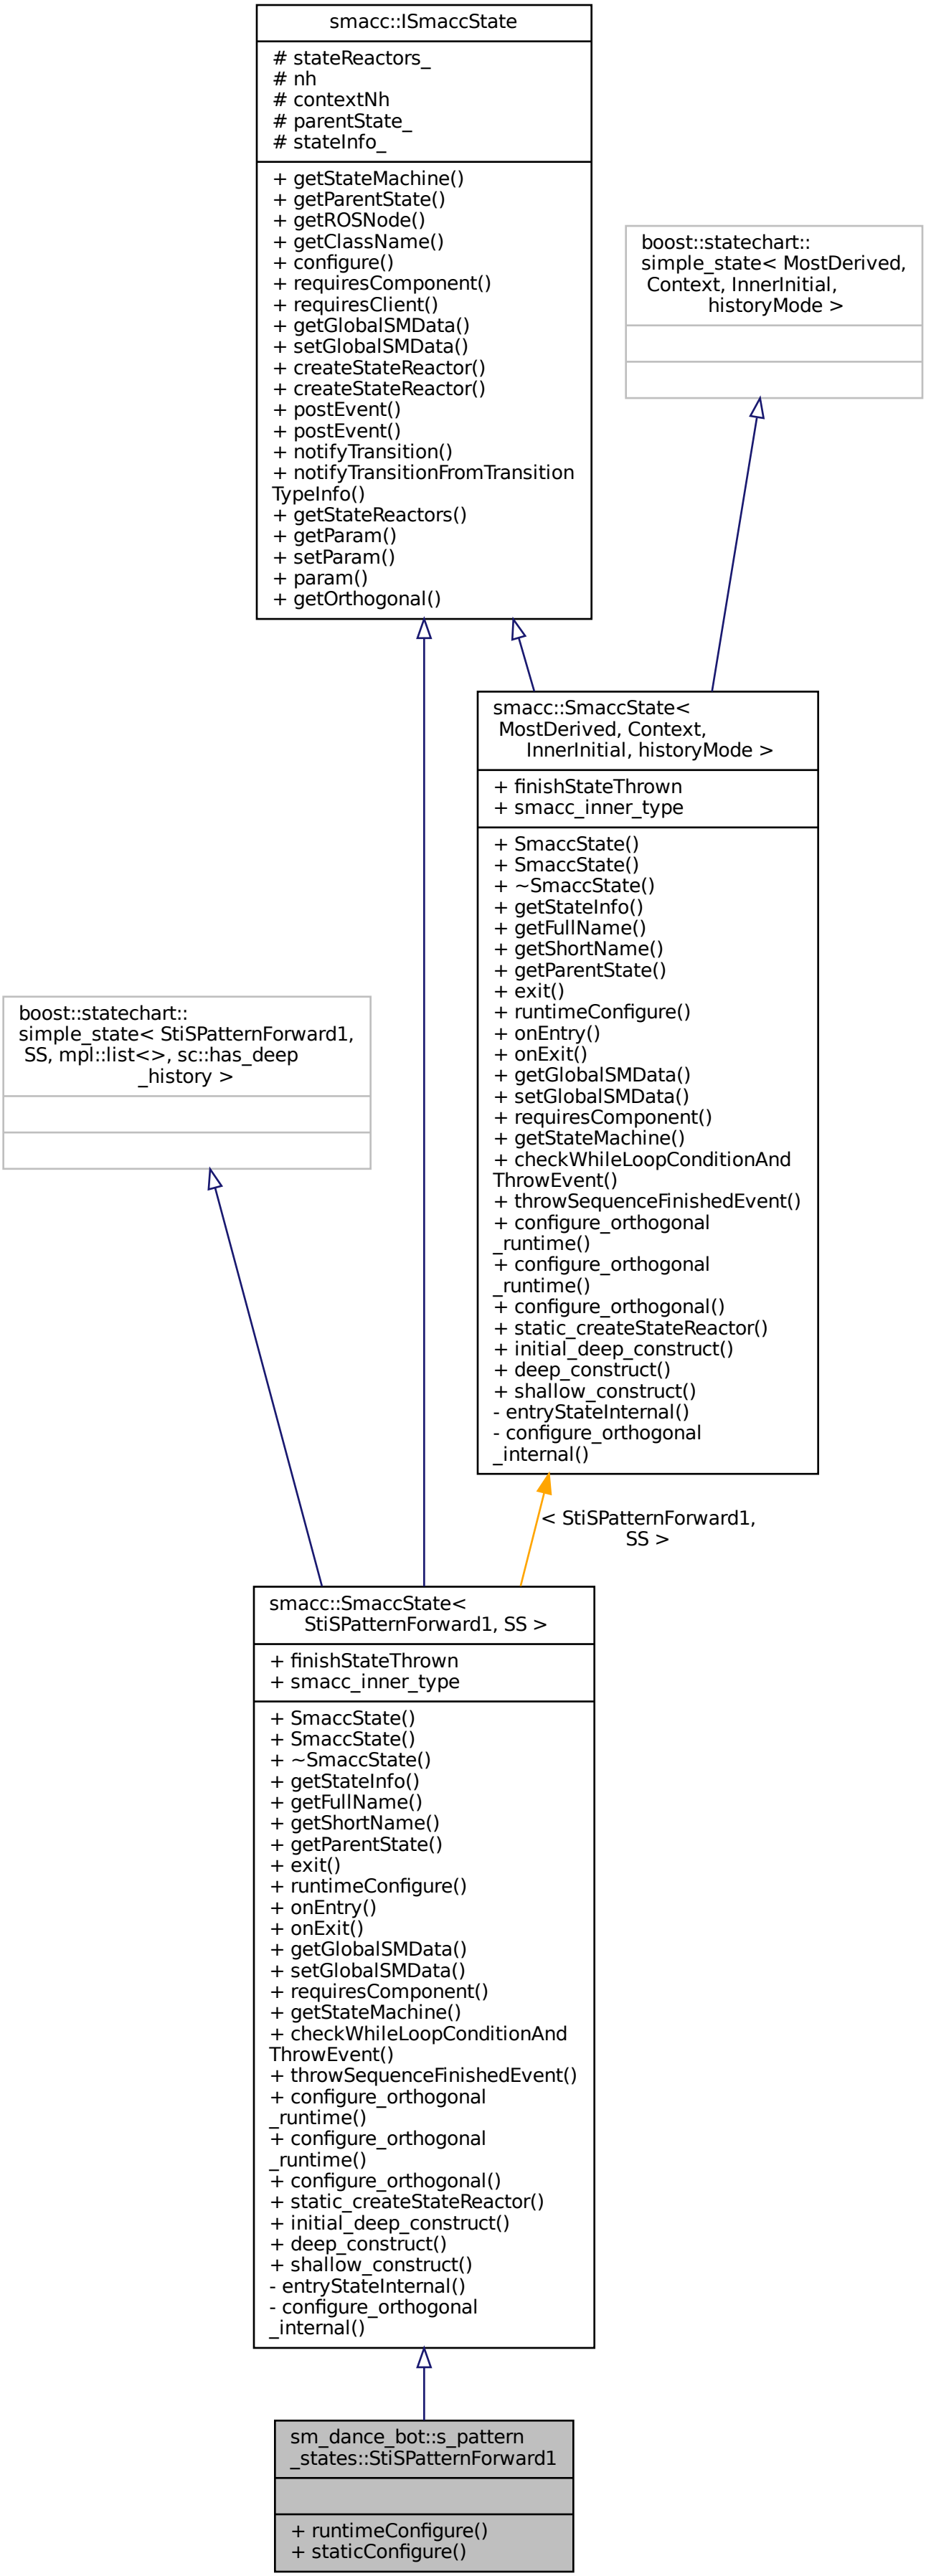 smacc::ISmaccState
# stateReactors_
# nh
# contextNh
# parentState_
# stateInfo_
+ getStateMachine()
+ getParentState()
+ getROSNode()
+ getClassName()
+ configure()
+ requiresComponent()
+ requiresClient()
+ getGlobalSMData()
+ setGlobalSMData()
+ createStateReactor()
+ createStateReactor()
+ postEvent()
+ postEvent()
+ notifyTransition()
+ notifyTransitionFromTransition
TypeInfo()
+ getStateReactors()
+ getParam()
+ setParam()
+ param()
+ getOrthogonal()
boost::statechart::
simple_state< MostDerived,
Context, InnerInitial,
historyMode >
smacc::SmaccState<
MostDerived, Context,
InnerInitial, historyMode >
+ finishStateThrown
+ smacc_inner_type
+ SmaccState()
+ SmaccState()
+ ~SmaccState()
+ getStateInfo()
+ getFullName()
+ getShortName()
+ getParentState()
+ exit()
+ runtimeConfigure()
+ onEntry()
+ onExit()
+ getGlobalSMData()
+ setGlobalSMData()
+ requiresComponent()
+ getStateMachine()
+ checkWhileLoopConditionAnd
ThrowEvent()
+ throwSequenceFinishedEvent()
+ configure_orthogonal
_runtime()
+ configure_orthogonal
_runtime()
+ configure_orthogonal()
+ static_createStateReactor()
+ initial_deep_construct()
+ deep_construct()
+ shallow_construct()
- entryStateInternal()
- configure_orthogonal
_internal()
boost::statechart::
simple_state< StiSPatternForward1,
SS, mpl::list<>, sc::has_deep
_history >
< StiSPatternForward1,
SS >
smacc::SmaccState<
StiSPatternForward1, SS >
+ finishStateThrown
+ smacc_inner_type
+ SmaccState()
+ SmaccState()
+ ~SmaccState()
+ getStateInfo()
+ getFullName()
+ getShortName()
+ getParentState()
+ exit()
+ runtimeConfigure()
+ onEntry()
+ onExit()
+ getGlobalSMData()
+ setGlobalSMData()
+ requiresComponent()
+ getStateMachine()
+ checkWhileLoopConditionAnd
ThrowEvent()
+ throwSequenceFinishedEvent()
+ configure_orthogonal
_runtime()
+ configure_orthogonal
_runtime()
+ configure_orthogonal()
+ static_createStateReactor()
+ initial_deep_construct()
+ deep_construct()
+ shallow_construct()
- entryStateInternal()
- configure_orthogonal
_internal()
sm_dance_bot::s_pattern
_states::StiSPatternForward1
+ runtimeConfigure()
+ staticConfigure()